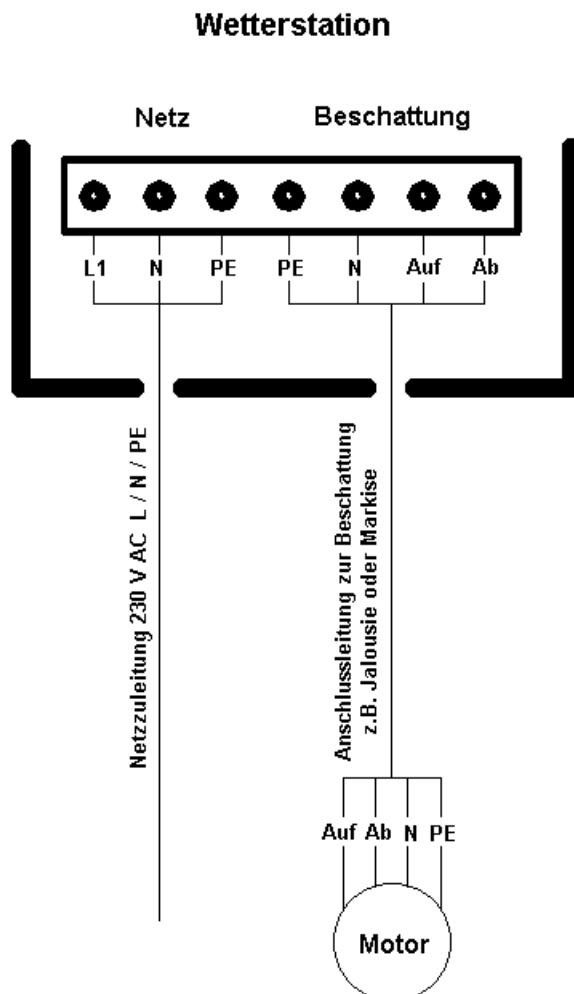 Wetterstation
Netz Beschattung
L1 N PE PE N Auf Ab
Netzzuleitung 230 V AC L / N / PE
Anschlussleitung zur Beschattung
z.B. Jalousie oder Markise
Auf Ab N PE
Motor